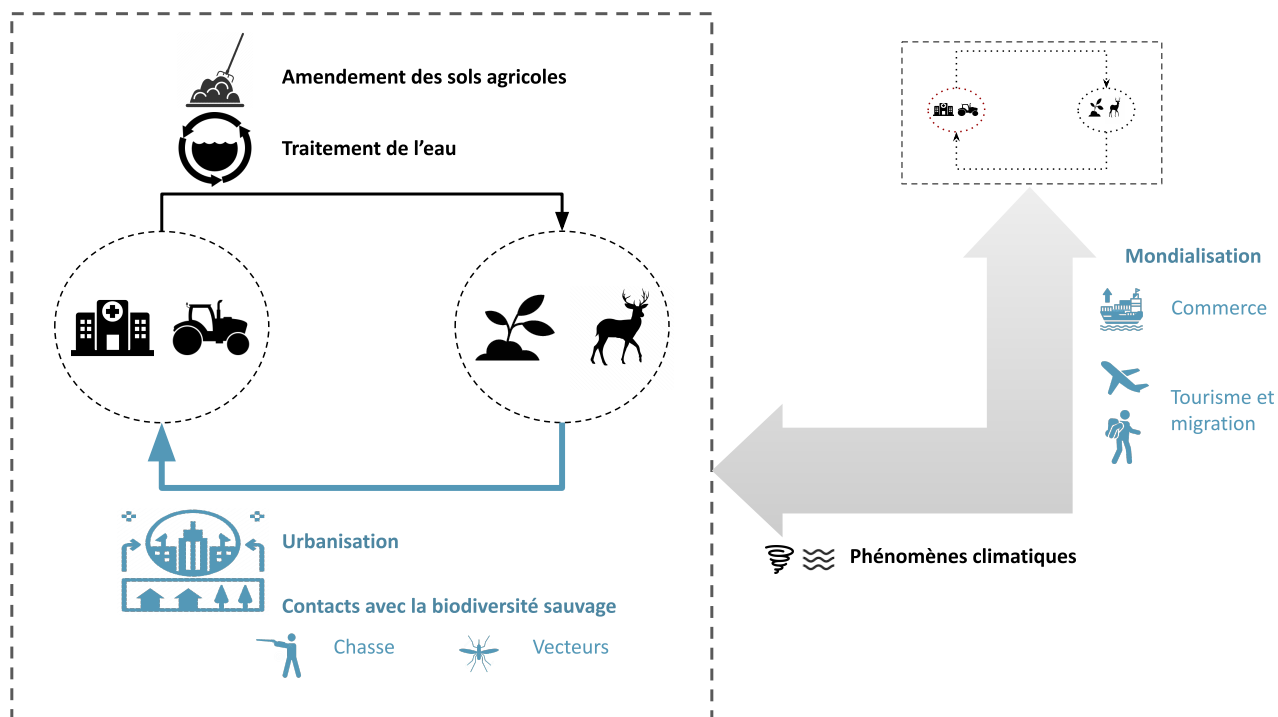 Amendement des sols agricoles
Traitement de l’eau
Urbanisation
Contacts avec la biodiversité sauvage
Chasse
Vecteurs
Mondialisation
Commerce
Tourisme et
migration
Phénomènes climatiques